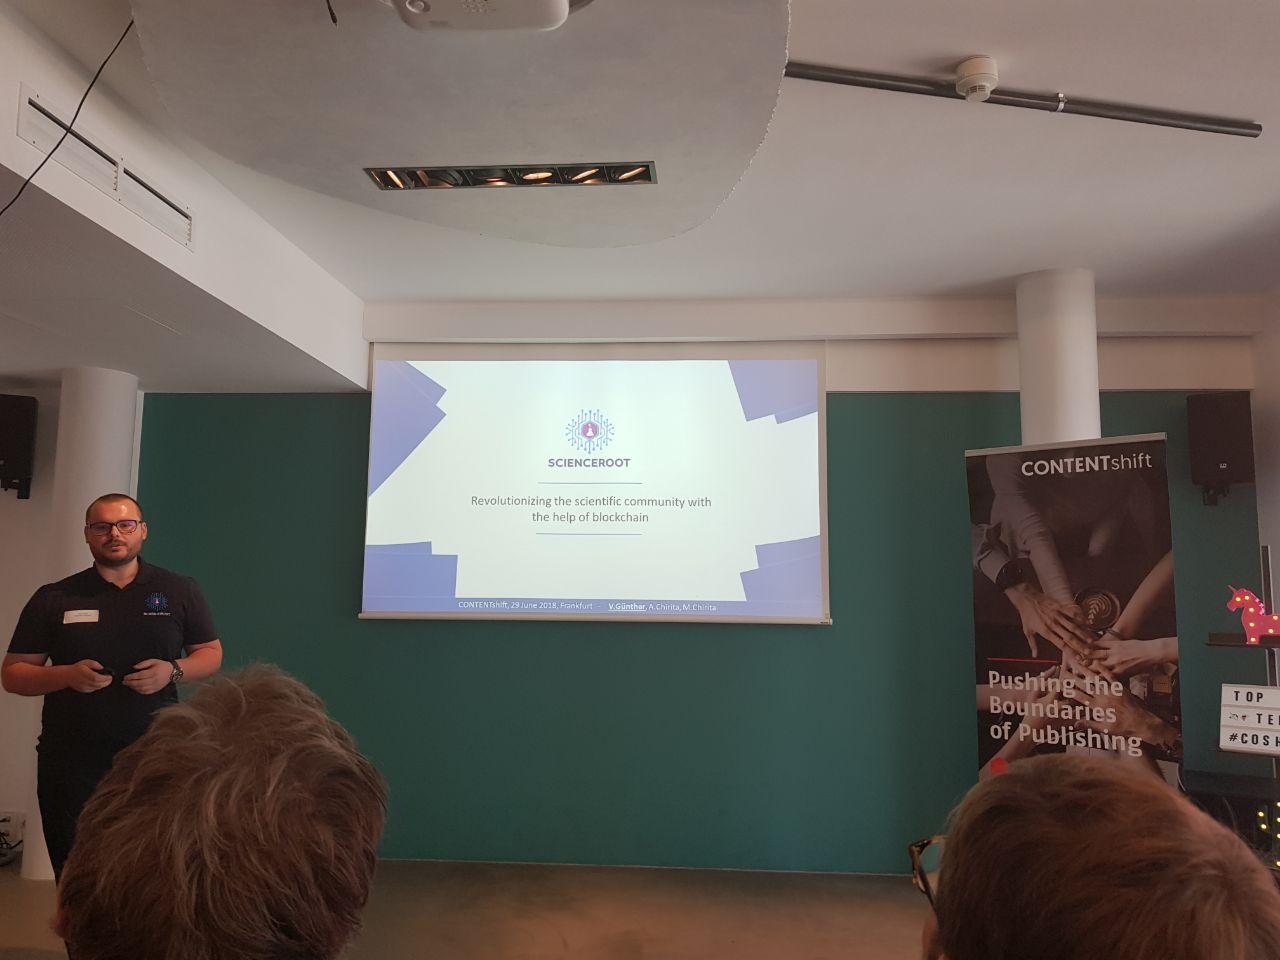 SCIENCEROOT
Revolutionizing the scientific community with
the help of blockchain
CONTENTshift, 29 June 2018, Frankfurt - V.Günther, A.Chirita, M.Chirita
CONTENTshift
Pushing the
Boundaries
of Publishing
TOP
TE
#COSH